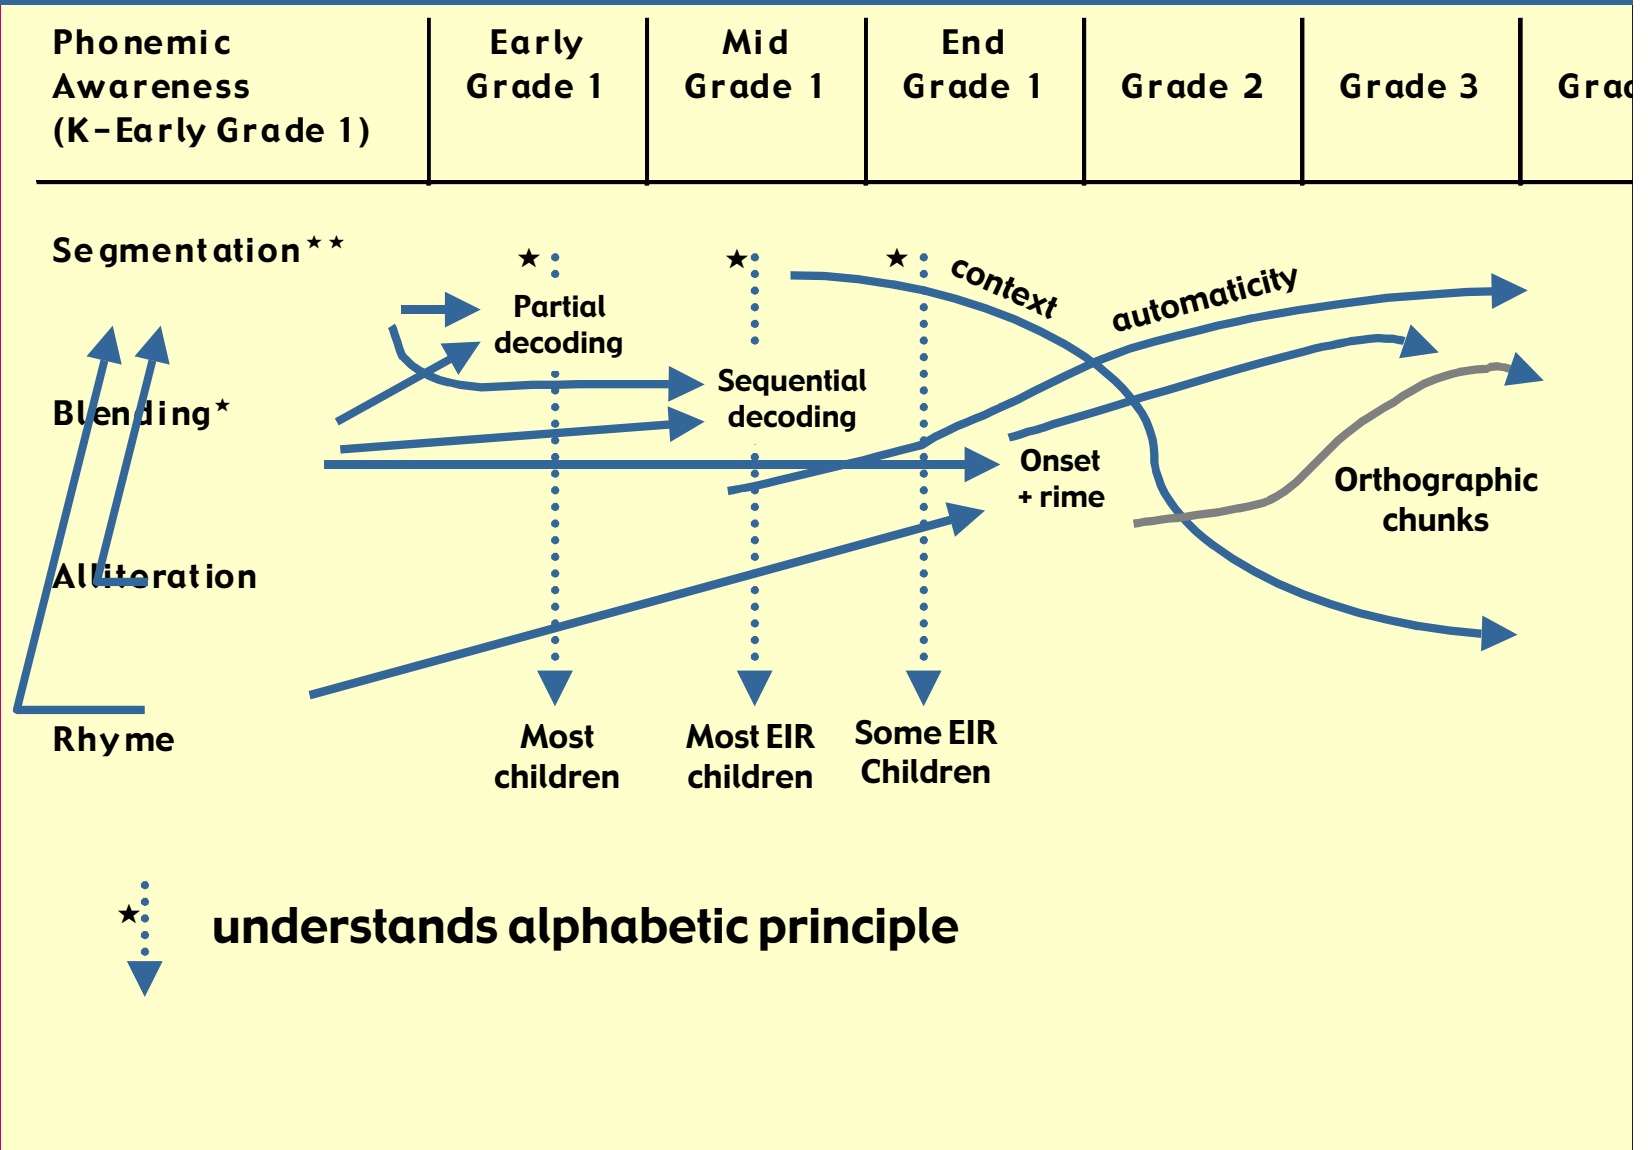 Phonemic
Awareness
(K-Early Grade 1)
Early
Grade 1
Mid
Grade 1
End
Grade 1
Grade 2
Grade 3
Segmentation★★
Blending★
Alliteration
Rhyme
★
★
★
Partial
decoding
Sequential
decoding
context
automaticity
Onset
+ rime
Orthographic
chunks
Most
children
Most EIR
children
Some EIR
Children
★
understands alphabetic principle